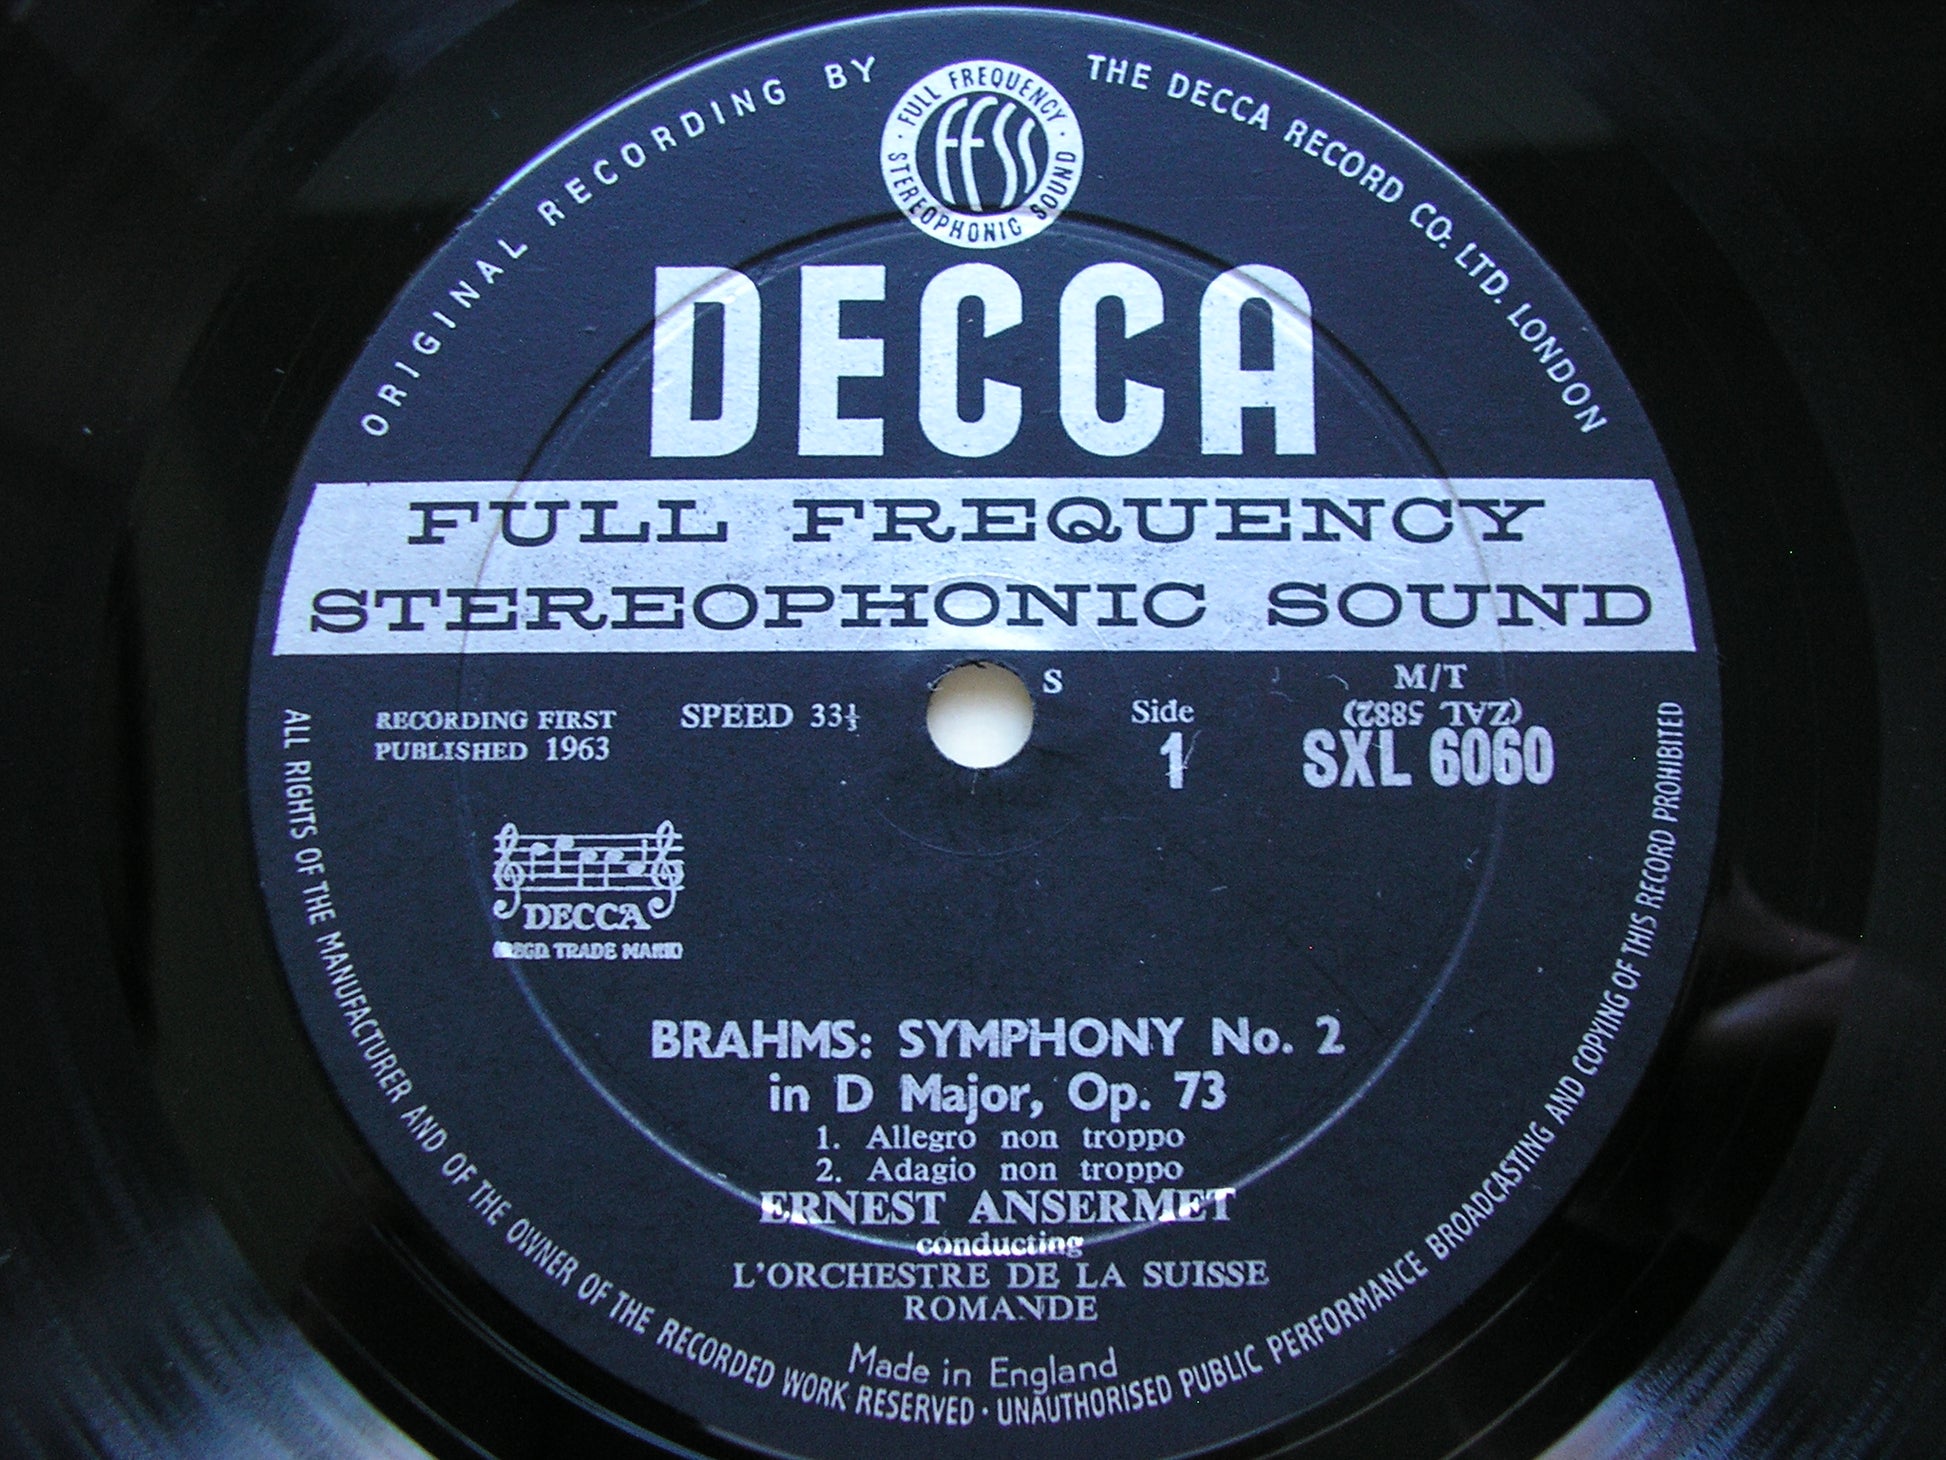 ORIGINAL RECORDING BY THE DECCA RECORD CO. LTD. LONDON
FULL FREQUENCY
STEREOPHONIC SOUND
FFSS
DECCA
FULL FREQUENCY
STEREOPHONIC SOUND
S
RECORDING FIRST
PUBLISHED 1963
SPEED 33⅓
Side
1
M/T
(ZAL 5882)
SXL 6060
DECCA
(REGD. TRADE MARK)
BRAHMS: SYMPHONY No. 2
in D Major, Op. 73
1. Allegro non troppo
2. Adagio non troppo
ERNEST ANSERMET
conducting
L'ORCHESTRE DE LA SUISSE
ROMANDE
Made in England
ALL RIGHTS OF THE MANUFACTURER AND OF THE OWNER OF THE RECORDED WORK RESERVED · UNAUTHORISED PUBLIC PERFORMANCE BROADCASTING AND COPYING OF THIS RECORD PROHIBITED